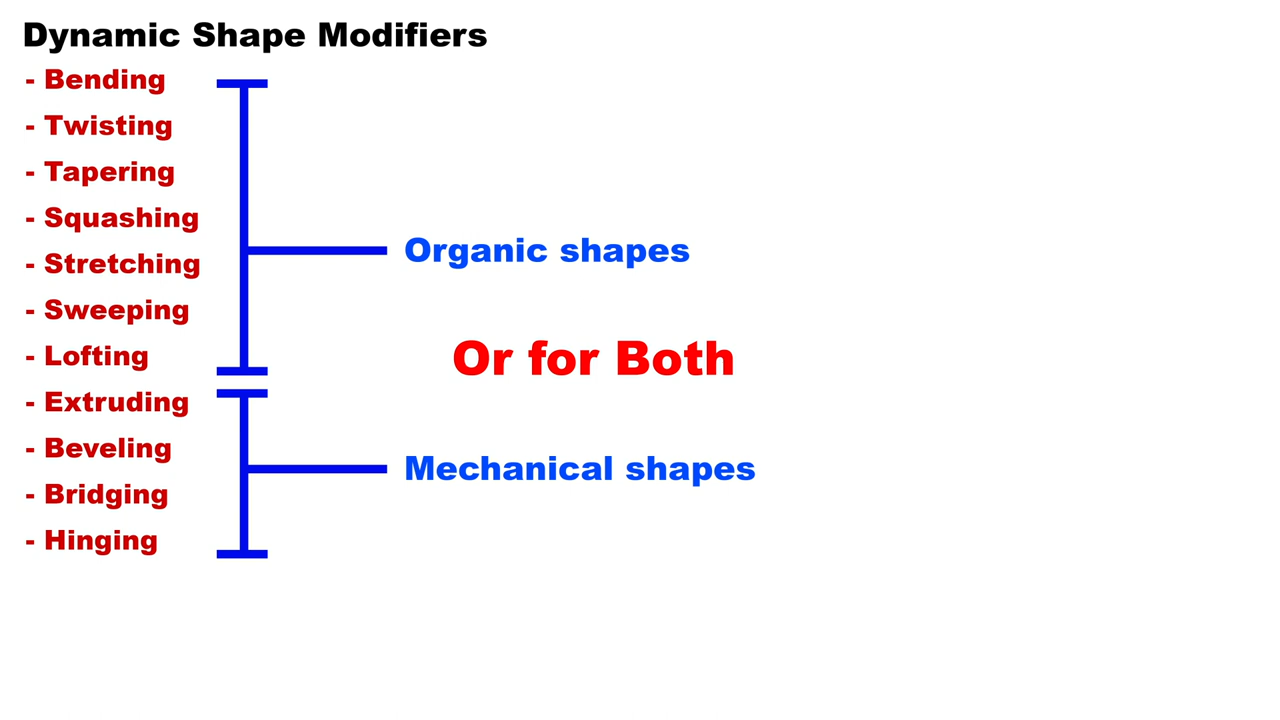 Dynamic Shape Modifiers
- Bending
- Twisting
- Tapering
- Squashing
- Stretching
- Sweeping
- Lofting
- Extruding
- Beveling
- Bridging
- Hinging
Organic shapes
Or for Both
Mechanical shapes